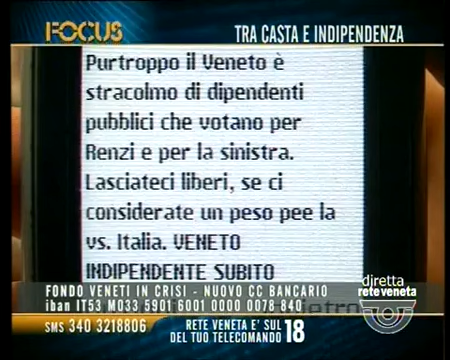 FOCUS
TRA CASTA E INDIPENDENZA
Purtroppo il Veneto è
stracolmo di dipendenti
pubblici che votano per
Renzi e per la sinistra.
Lasciateci liberi, se ci
considerate un peso pee la
vs. Italia. VENETO
INDIPENDENTE SUBITO
diretta
reteveneta
FONDO VENETI IN CRISI - NUOVO CC BANCARIO
iban IT53 M033 5901 6001 0000 0078 840
SMS 340 3218806
RETE VENETA E' SUL
DEL TUO TELECOMANDO 18